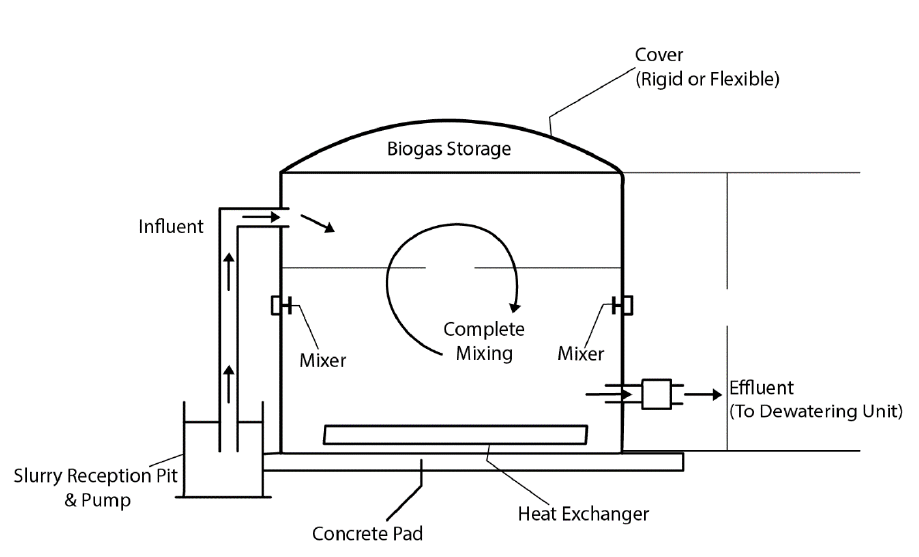 Cover
(Rigid or Flexible)
Biogas Storage
Influent
Complete
Mixing
Mixer
Mixer
Effluent
(To Dewatering Unit)
Slurry Reception Pit
& Pump
Heat Exchanger
Concrete Pad